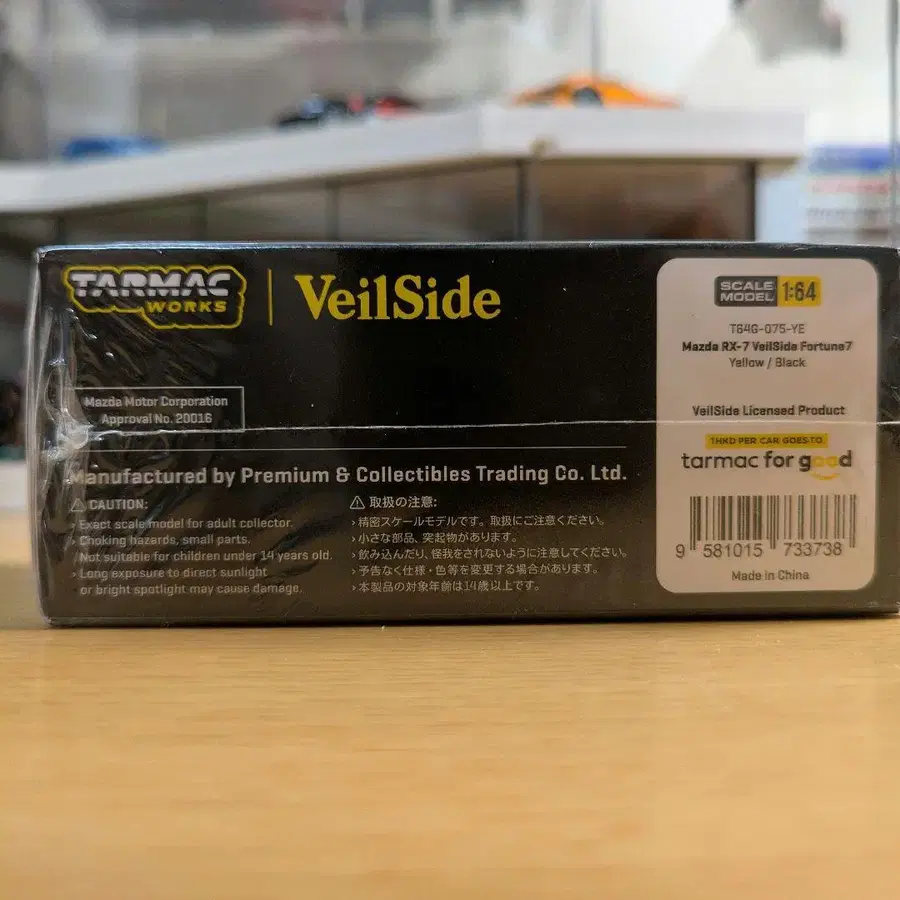 TARMAC
WORKS
VeilSide
Mazda Motor Corporation
Approval No. 20016
Manufactured by Premium & Collectibles Trading Co. Ltd.
CAUTION:
› Exact scale model for adult collector.
› Choking hazards, small parts.
Not suitable for children under 14 years old.
› Long exposure to direct sunlight
or bright spotlight may cause damage.
取扱の注意:
› 精密スケールモデルです。取扱にご注意ください。
› 小さな部品、突起物があります。
› 飲み込んだり、怪我をされないように注意してください。
› 予告なく仕様・色等を変更する場合があります。
› 本製品の対象年齢は14歳以上です。
SCALE MODEL 1:64
T64G-075-YE
Mazda RX-7 VeilSide Fortune7
Yellow / Black
VeilSide Licensed Product
1HKD PER CAR GOES TO
tarmac for good
9 581015 733738
Made in China